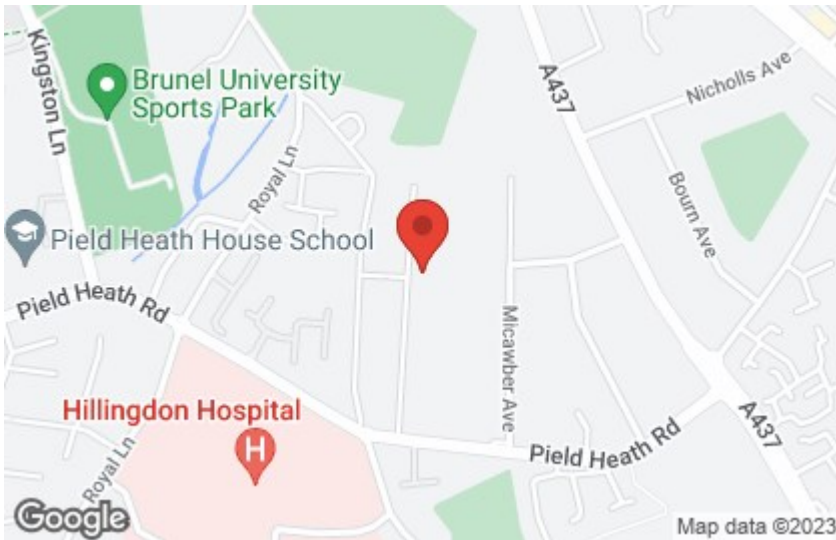 Kingston Ln
Brunel University
Sports Park
A437
Nicholls Ave
Royal Ln
Bourn Ave
Pield Heath House School
Pield Heath Rd
Micawber Ave
Hillingdon Hospital
H
Royal Ln
Pield Heath Rd
A437
Google
Map data ©2023